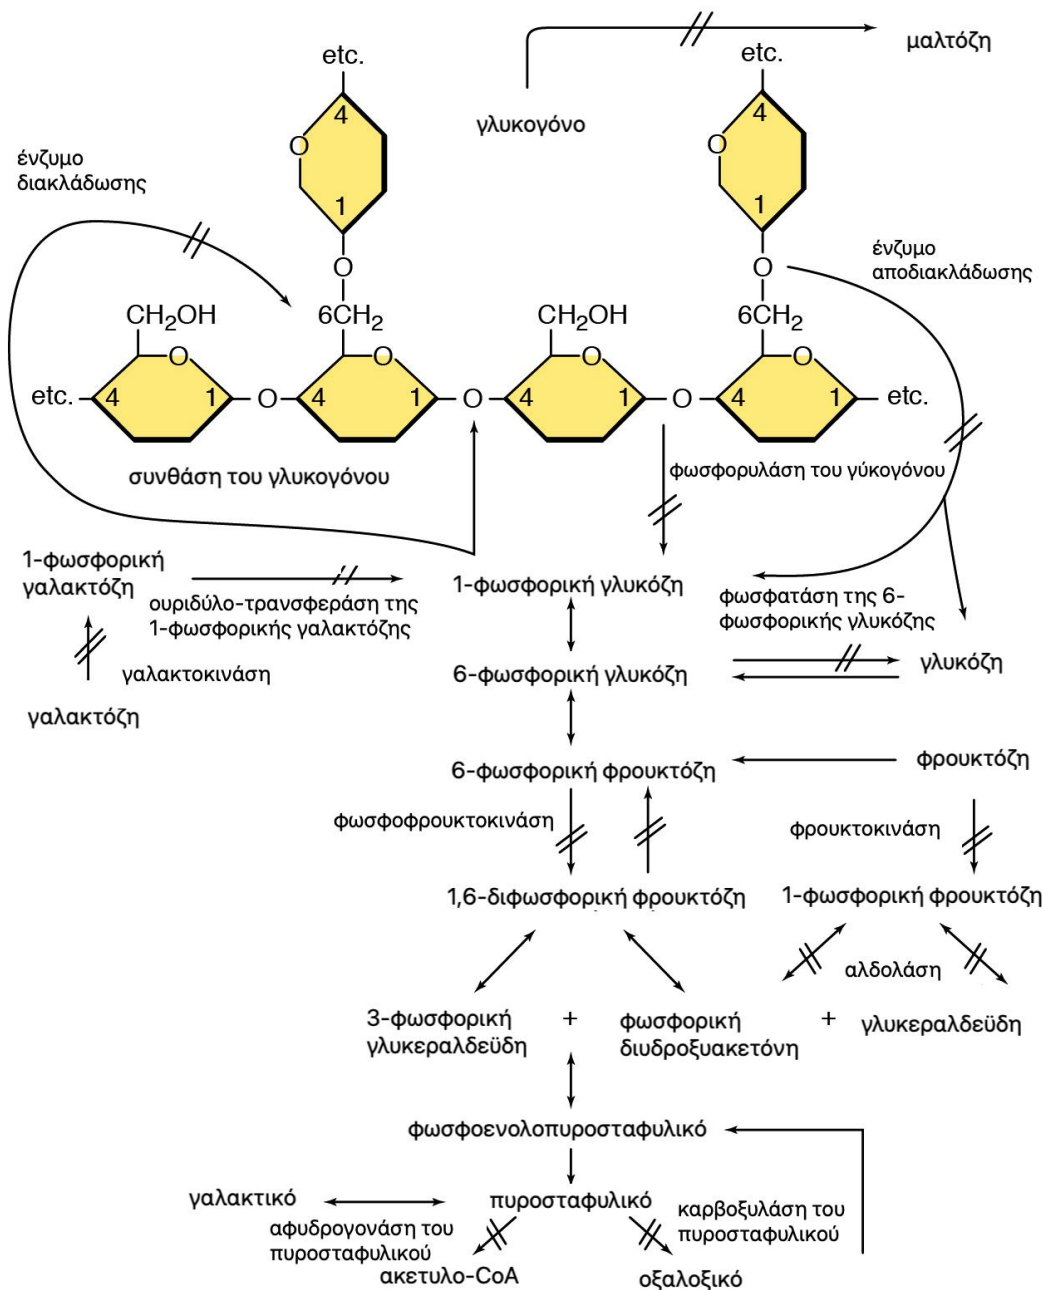 etc.
etc.
μαλτόζη
γλυκογόνο
4
4
O
O
ένζυμο
διακλάδωσης
1
1
ένζυμο
αποδιακλάδωσης
O
O
CH2OH
6CH2
CH2OH
6CH2
O
O
O
O
etc.
4
1
O
4
1
O
4
1
O
4
1
etc.
συνθάση του γλυκογόνου
φωσφορυλάση του γύκογόνου
1-φωσφορική
γαλακτόζη
ουριδύλο-τρανσφεράση της
1-φωσφορικής γαλακτόζης
1-φωσφορική γλυκόζη
φωσφατάση της 6-
φωσφορικής γλυκόζης
γαλακτοκινάση
6-φωσφορική γλυκόζη
γλυκόζη
γαλακτόζη
6-φωσφορική φρουκτόζη
φρουκτόζη
φωσφοφρουκτοκινάση
φρουκτοκινάση
1,6-διφωσφορική φρουκτόζη
1-φωσφορική φρουκτόζη
αλδολάση
3-φωσφορική
γλυκεραλδεΰδη
+
φωσφορική
διυδροξυακετόνη
+
γλυκεραλδεΰδη
φωσφοενολοπυροσταφυλικό
γαλακτικό
πυροσταφυλικό
αφυδρογονάση του
πυροσταφυλικού
καρβοξυλάση του
πυροσταφυλικού
ακετυλο-CoA
οξαλοξικό